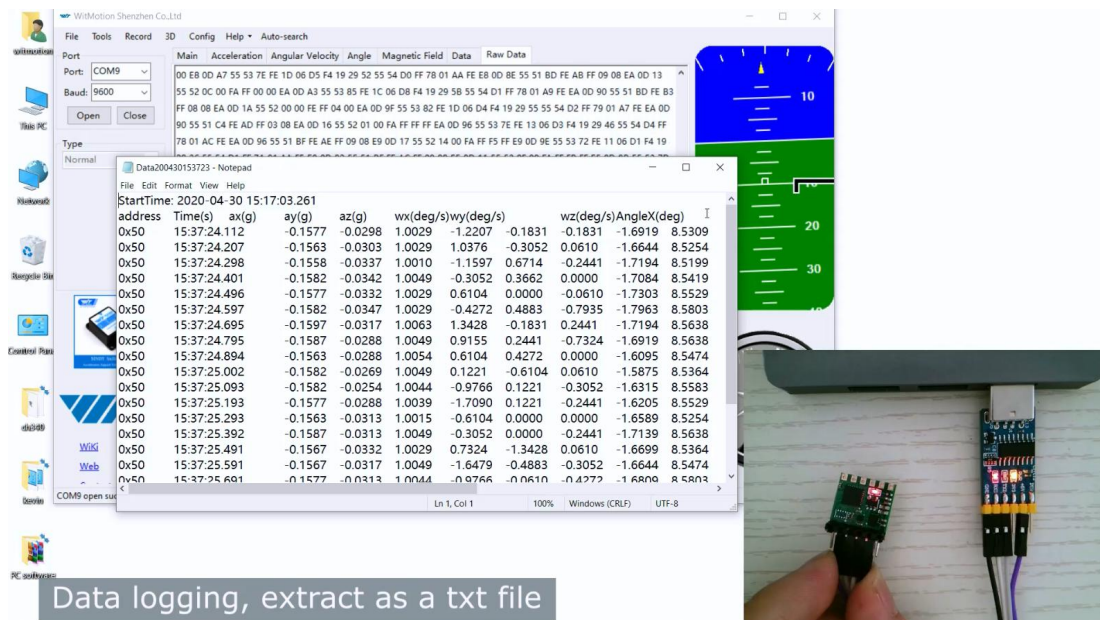 WitMotion Shenzhen Co.,Ltd
File Tools Record 3D Config Help Auto-search
Port
Port: COM9
Baud: 9600
Open Close
Type
Normal
Main Acceleration Angular Velocity Angle Magnetic Field Data Raw Data
00 E8 0D A7 55 53 7E FE 1D 06 D5 F4 19 29 52 55 54 D0 FF 78 01 AA FE E8 0D 8E 55 51 BD FE AB FF 09 08 EA 0D 13
55 52 0C 00 FA FF 00 00 EA 0D A3 55 53 85 FE 1C 06 D8 F4 19 29 5B 55 54 D1 FF 78 01 A9 FE EA 0D 90 55 51 BD FE B3
FF 08 08 EA 0D 1A 55 52 00 00 FE FF 04 00 EA 0D 9F 55 53 82 FE 1D 06 D4 F4 19 29 55 55 54 D2 FF 79 01 A7 FE EA 0D
90 55 51 C4 FE AD FF 03 08 EA 0D 16 55 52 01 00 FA FF FF FF EA 0D 96 55 53 7E FE 13 06 D3 F4 19 29 46 55 54 D4 FF
78 01 AC FE EA 0D 96 55 51 BF FE AE FF 09 08 E9 0D 17 55 52 14 00 FA FF F5 FF E9 0D 9E 55 53 72 FE 11 06 D1 F4 19
10
20
30
Data200430153723 - Notepad
File Edit Format View Help
StartTime: 2020-04-30 15:17:03.261
address Time(s) ax(g) ay(g) az(g) wx(deg/s)wy(deg/s) wz(deg/s)AngleX(deg)
0x50 15:37:24.112 -0.1577 -0.0298 1.0029 -1.2207 -0.1831 -0.1831 -1.6919 8.5309
0x50 15:37:24.207 -0.1563 -0.0303 1.0029 1.0376 -0.3052 0.0610 -1.6644 8.5254
0x50 15:37:24.298 -0.1558 -0.0337 1.0010 -1.1597 0.6714 -0.2441 -1.7194 8.5199
0x50 15:37:24.401 -0.1582 -0.0342 1.0049 -0.3052 0.3662 0.0000 -1.7084 8.5419
0x50 15:37:24.496 -0.1577 -0.0332 1.0029 0.6104 0.0000 -0.0610 -1.7303 8.5529
0x50 15:37:24.597 -0.1582 -0.0347 1.0029 -0.4272 0.4883 -0.7935 -1.7963 8.5803
0x50 15:37:24.695 -0.1597 -0.0317 1.0063 1.3428 -0.1831 0.2441 -1.7194 8.5638
0x50 15:37:24.795 -0.1587 -0.0288 1.0049 0.9155 0.2441 -0.7324 -1.6919 8.5638
0x50 15:37:24.894 -0.1563 -0.0288 1.0054 0.6104 0.4272 0.0000 -1.6095 8.5474
0x50 15:37:25.002 -0.1582 -0.0269 1.0049 0.1221 -0.6104 0.0610 -1.5875 8.5364
0x50 15:37:25.093 -0.1582 -0.0254 1.0044 -0.9766 0.1221 -0.3052 -1.6315 8.5583
0x50 15:37:25.193 -0.1577 -0.0288 1.0039 -1.7090 0.1221 -0.2441 -1.6205 8.5529
0x50 15:37:25.293 -0.1563 -0.0313 1.0015 -0.6104 0.0000 0.0000 -1.6589 8.5254
0x50 15:37:25.392 -0.1587 -0.0313 1.0049 -0.3052 0.0000 -0.2441 -1.7139 8.5638
0x50 15:37:25.491 -0.1567 -0.0332 1.0029 0.7324 -1.3428 0.0610 -1.6699 8.5364
0x50 15:37:25.591 -0.1567 -0.0317 1.0049 -1.6479 -0.4883 -0.3052 -1.6644 8.5474
0x50 15:37:25.691 -0.1577 -0.0313 1.0044 -0.9766 -0.0610 -0.4272 -1.6809 8.5803
Ln 1, Col 1 100% Windows (CRLF) UTF-8
WiKi
Web
COM9 open suc
witmotion
This PC
Network
Recycle Bin
Control Pane
ch340
kevin
PC software
Data logging, extract as a txt file